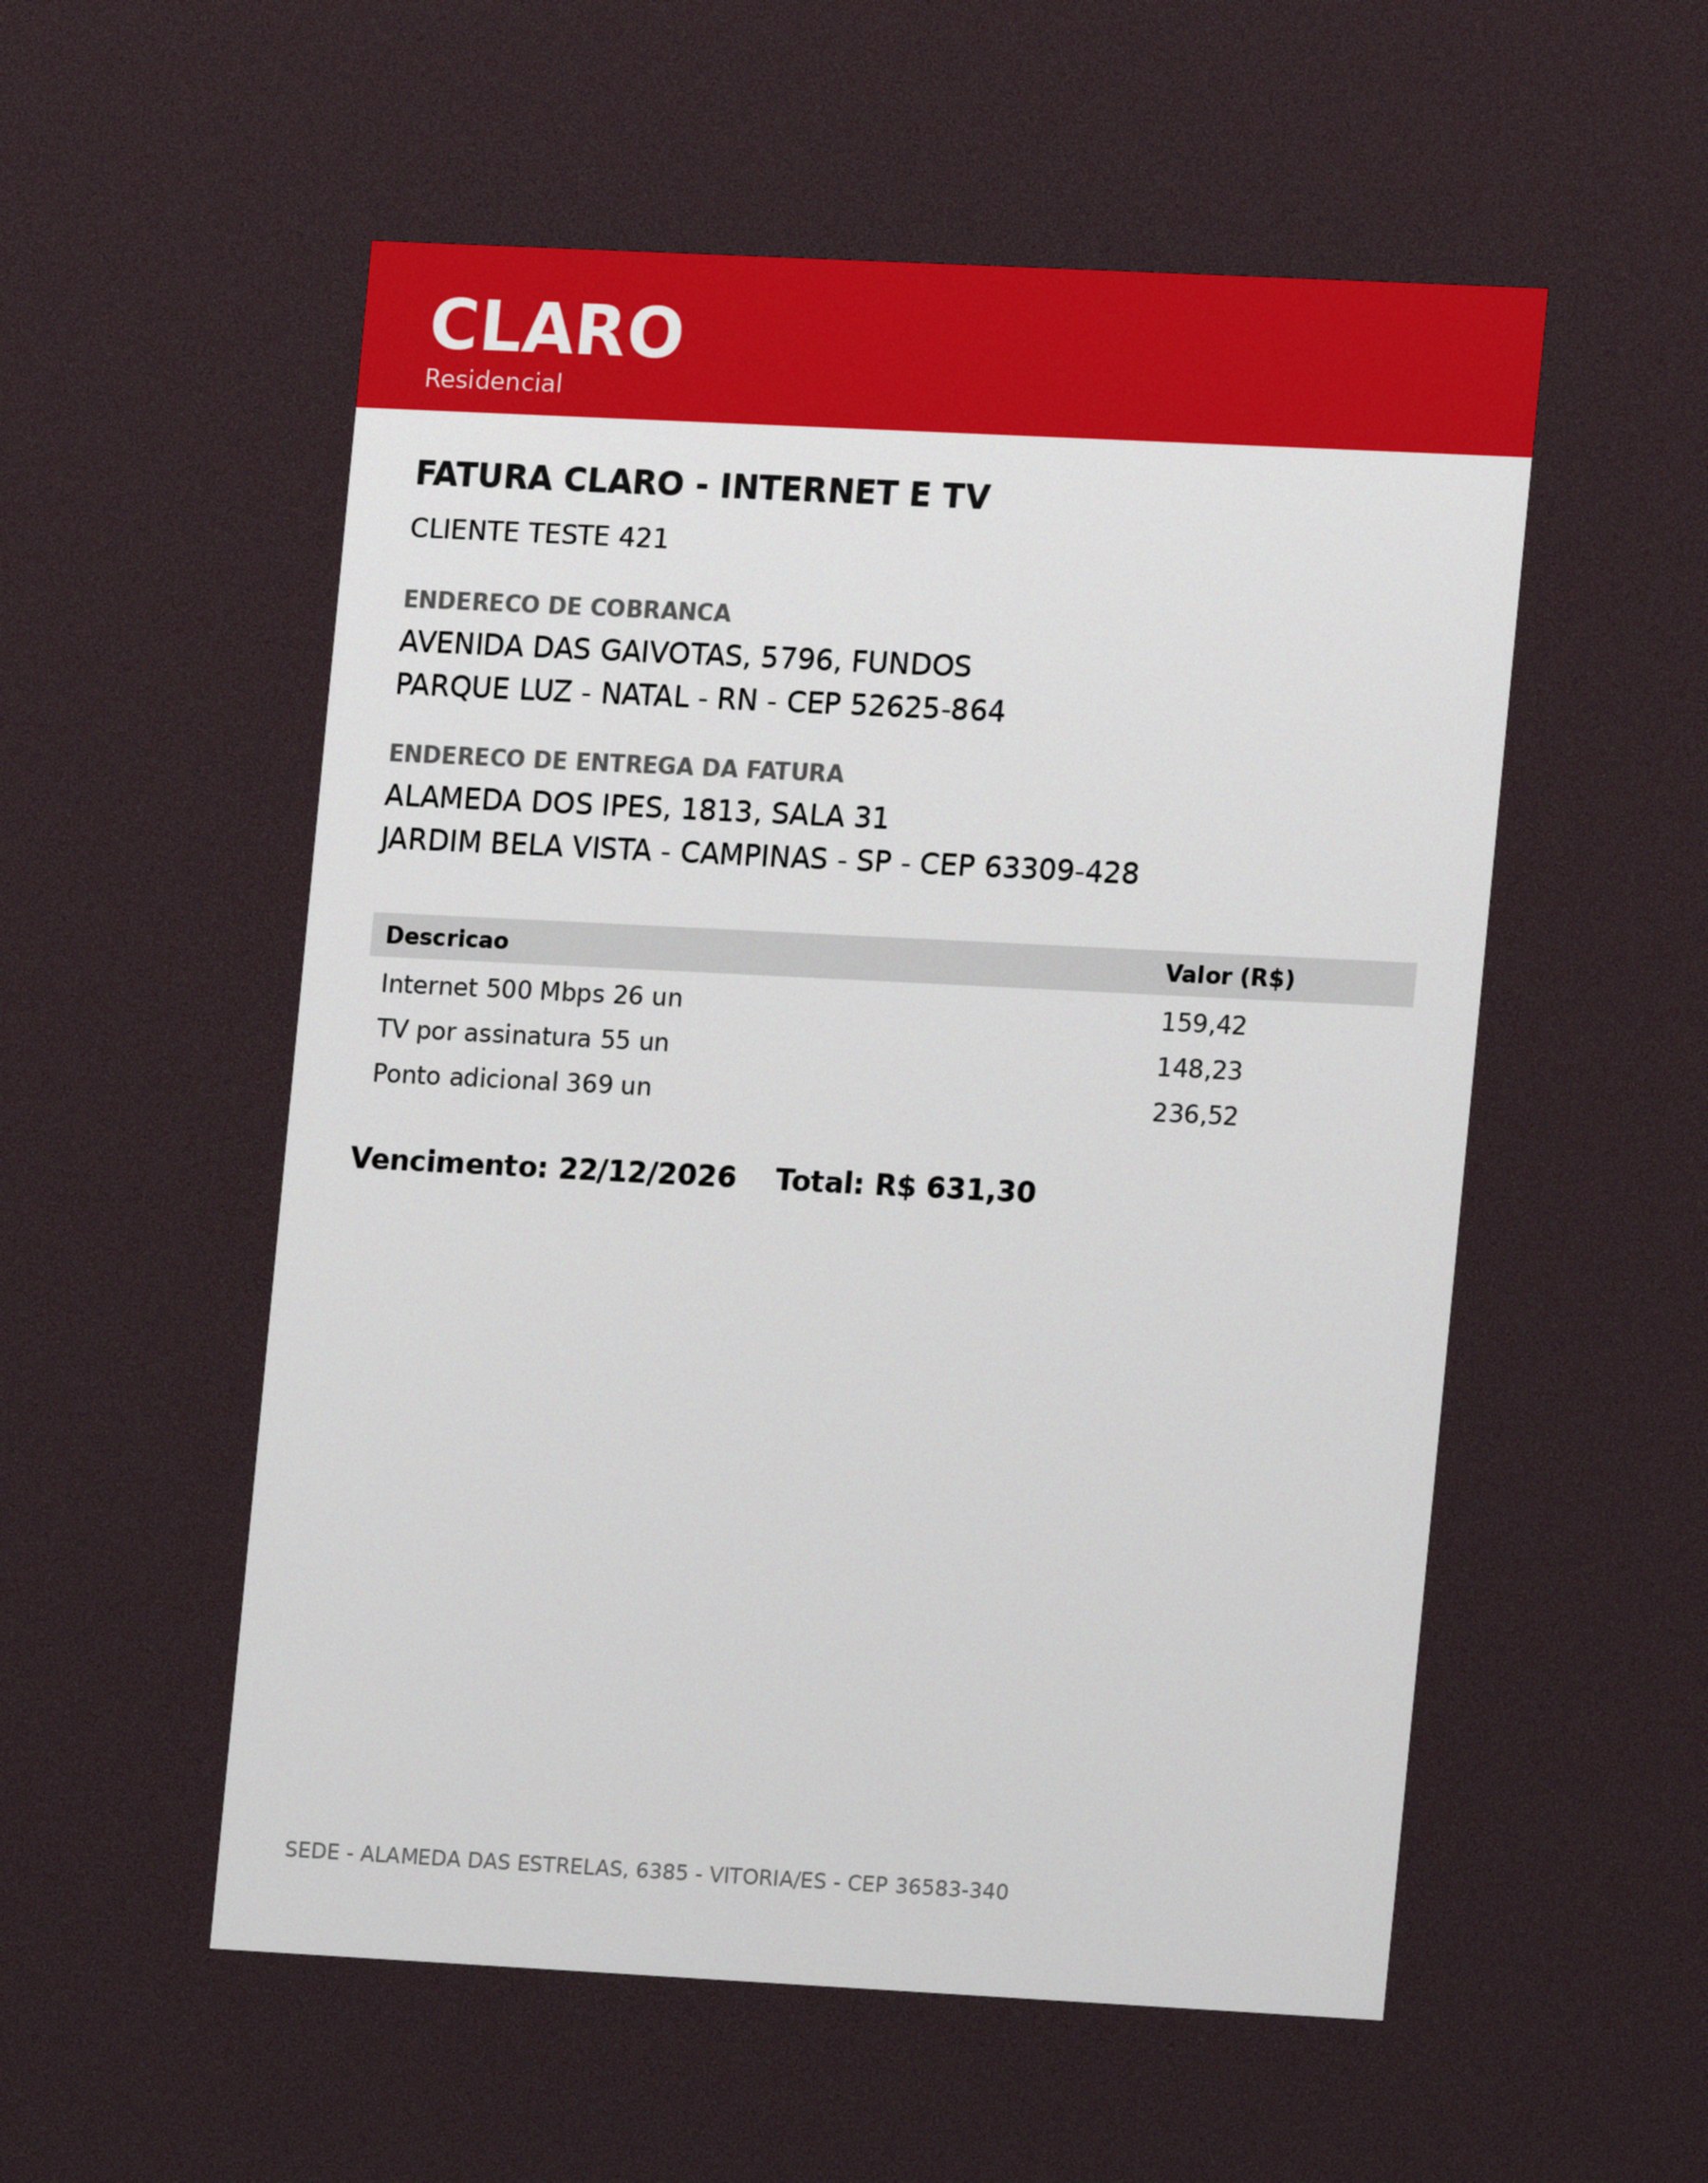 CLARO
Residencial
FATURA CLARO - INTERNET E TV
CLIENTE TESTE 421
ENDERECO DE COBRANCA
AVENIDA DAS GAIVOTAS, 5796, FUNDOS
PARQUE LUZ - NATAL - RN - CEP 52625-864
ENDERECO DE ENTREGA DA FATURA
ALAMEDA DOS IPES, 1813, SALA 31
JARDIM BELA VISTA - CAMPINAS - SP - CEP 63309-428
Descricao Valor (R$)
Internet 500 Mbps 26 un 159,42
TV por assinatura 55 un 148,23
Ponto adicional 369 un 236,52
Vencimento: 22/12/2026 Total: R$ 631,30
SEDE - ALAMEDA DAS ESTRELAS, 6385 - VITORIA/ES - CEP 36583-340